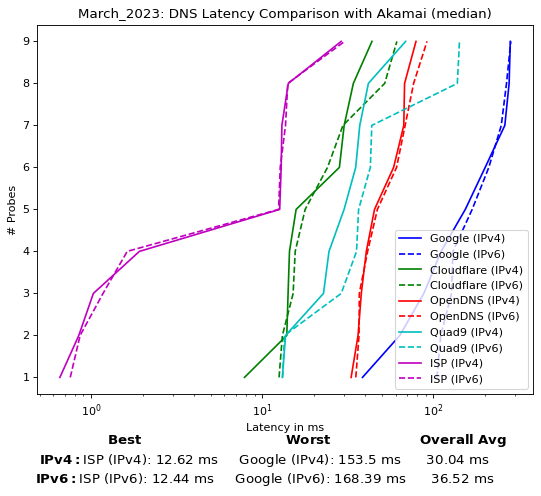 March_2023: DNS Latency Comparison with Akamai (median)
9
8
7
6
5
4
3
2
1
# Probes
Google (IPv4)
Google (IPv6)
Cloudflare (IPv4)
Cloudflare (IPv6)
OpenDNS (IPv4)
OpenDNS (IPv6)
Quad9 (IPv4)
Quad9 (IPv6)
ISP (IPv4)
ISP (IPv6)
10⁰ 10¹ 10²
Latency in ms
Best Worst Overall Avg
IPv4: ISP (IPv4): 12.62 ms Google (IPv4): 153.5 ms 30.04 ms
IPv6: ISP (IPv6): 12.44 ms Google (IPv6): 168.39 ms 36.52 ms